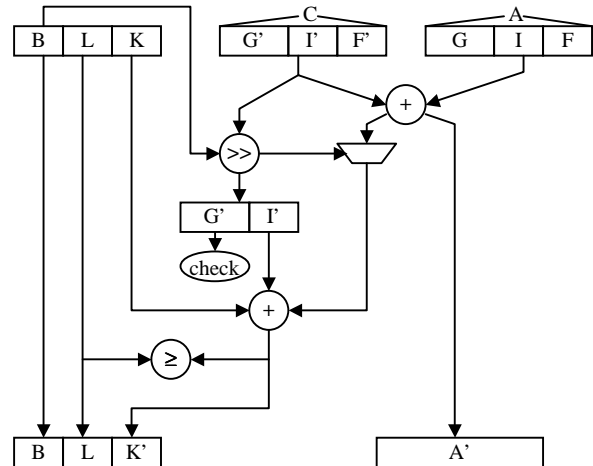 C A
B L K G’ I’ F’ G I F
+
>>
G’ I’
check
+
≥
B L K’ A’